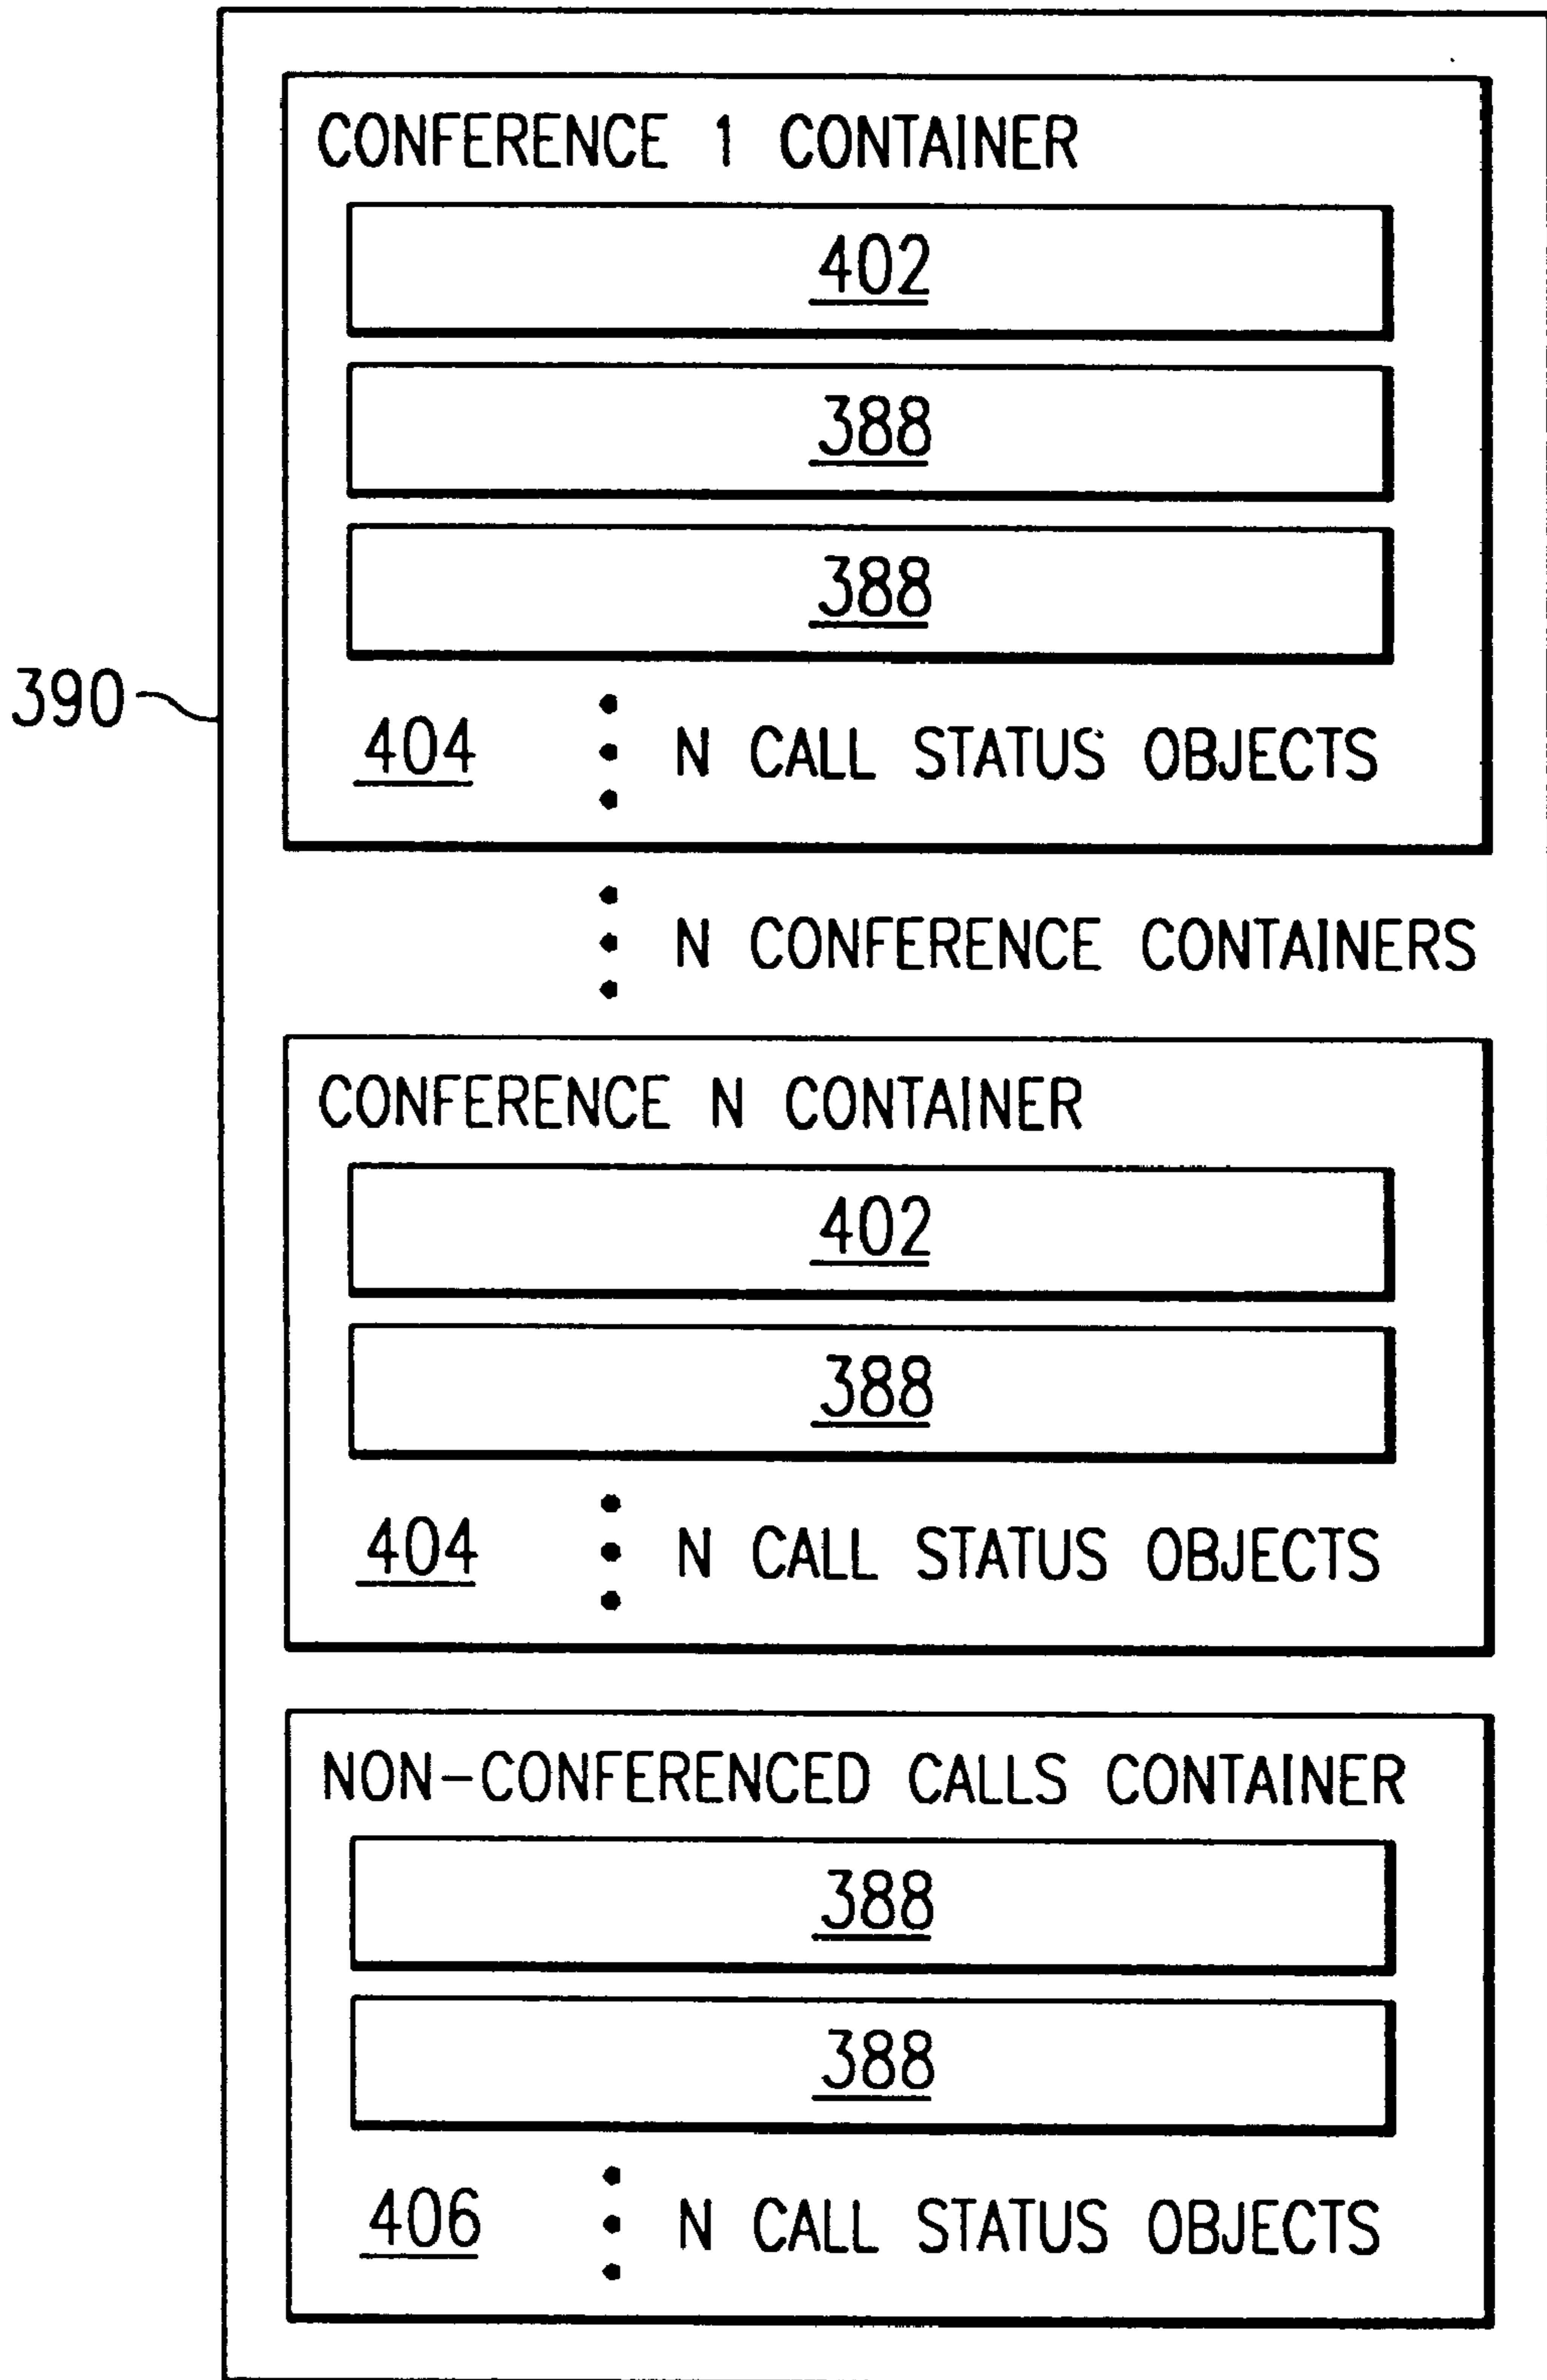 CONFERENCE 1 CONTAINER
402
388
388
390
404 N CALL STATUS OBJECTS
N CONFERENCE CONTAINERS
CONFERENCE N CONTAINER
402
388
404 N CALL STATUS OBJECTS
NON-CONFERENCED CALLS CONTAINER
388
388
406 N CALL STATUS OBJECTS